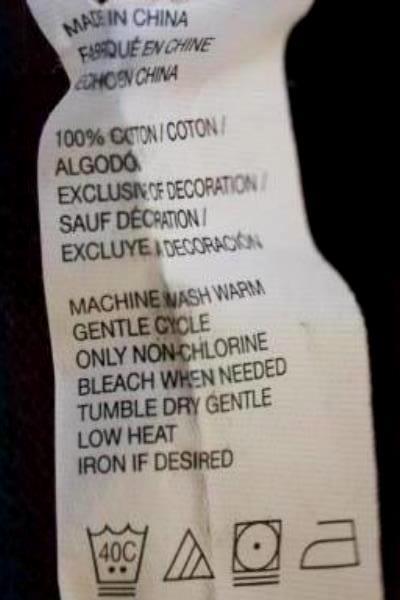 MADE IN CHINA
FABRIQUÉ EN CHINE
ECHO EN CHINA
100% COTTON / COTON /
ALGODÓN
EXCLUSIVE OF DECORATION /
SAUF DÉCORATION /
EXCLUYE LA DECORACIÓN
MACHINE WASH WARM
GENTLE CYCLE
ONLY NON-CHLORINE
BLEACH WHEN NEEDED
TUMBLE DRY GENTLE
LOW HEAT
IRON IF DESIRED
40C